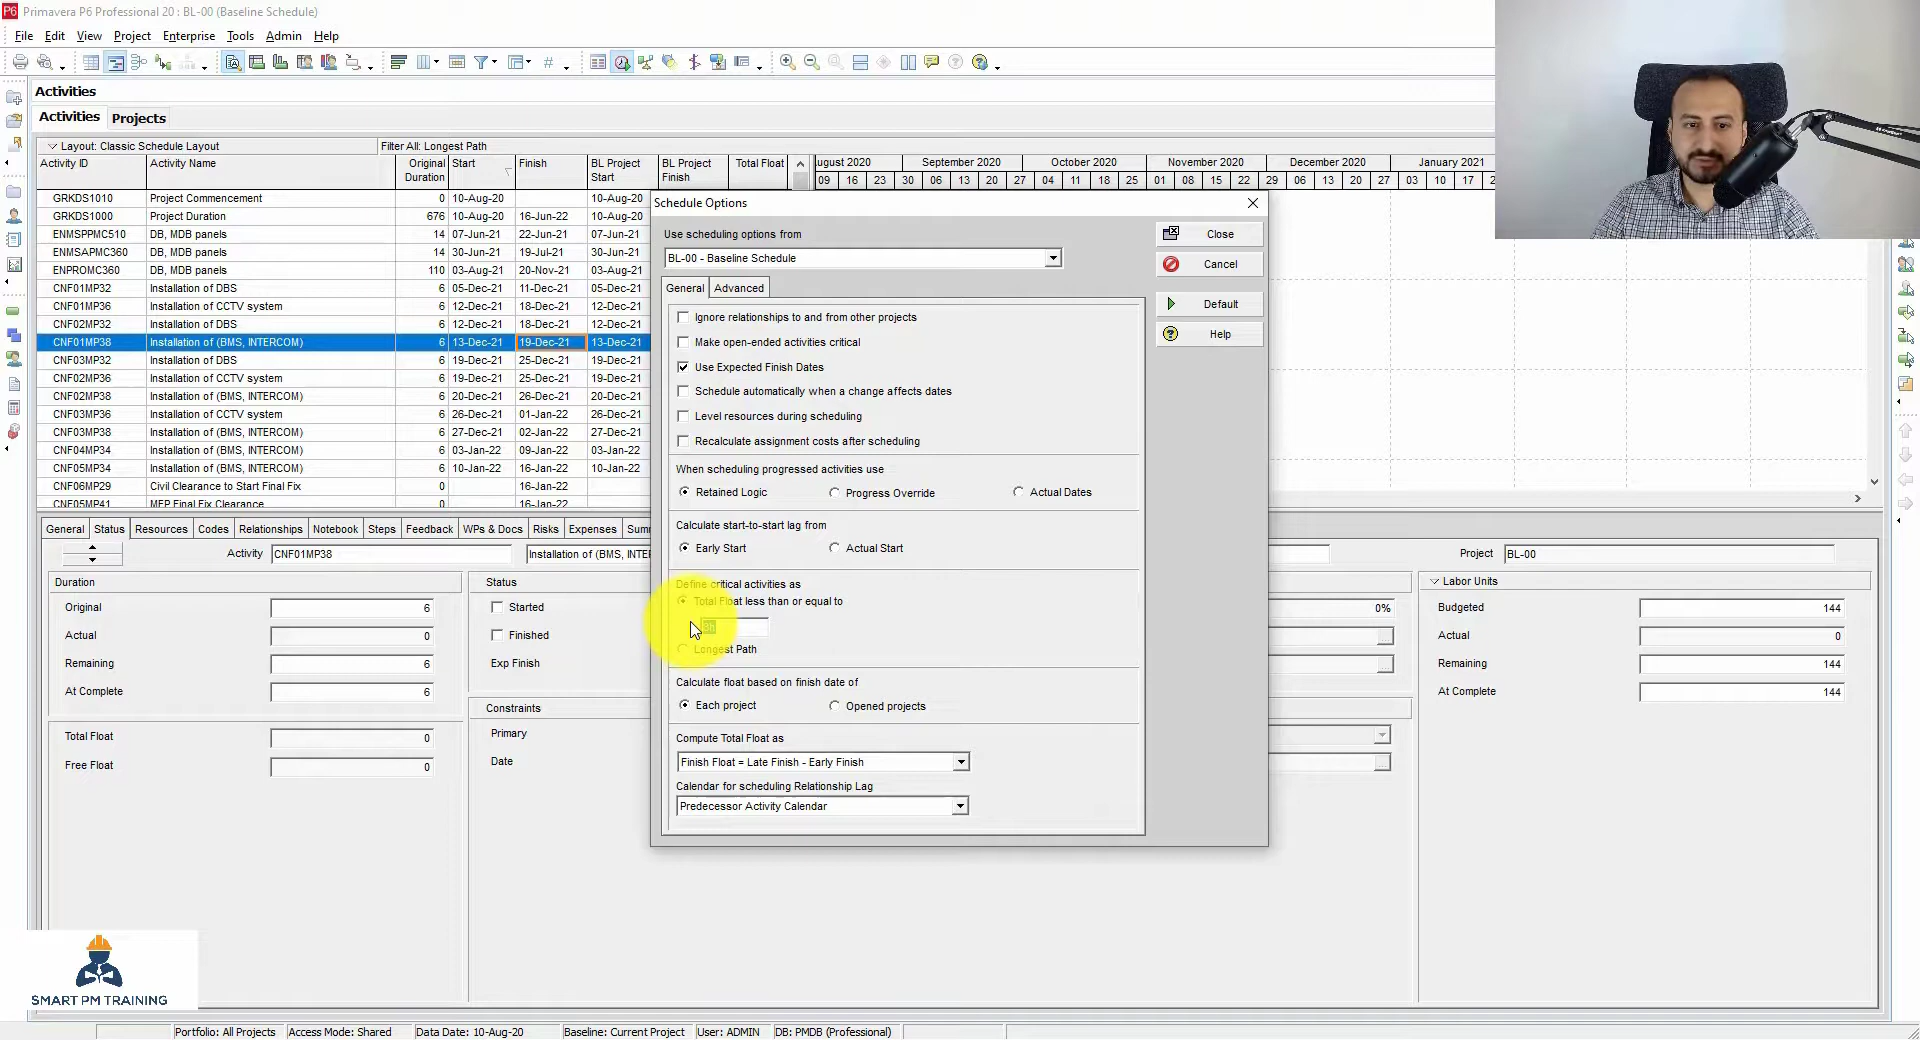 Primavera P6 Professional 20 : BL-00 (Baseline Schedule)
File Edit View Project Enterprise Tools Admin Help
Activities
Activities Projects
Layout: Classic Schedule Layout Filter All: Longest Path
Activity ID Activity Name Original Duration Start Finish BL Project Start BL Project Finish Total Float
ugust 2020 September 2020 October 2020 November 2020 December 2020 January 2021
09 16 23 30 06 13 20 27 04 11 18 25 01 08 15 22 29 06 13 20 27 03 10 17 2
GRKDS1010 Project Commencement 0 10-Aug-20 10-Aug-20
GRKDS1000 Project Duration 676 10-Aug-20 16-Jun-22 10-Aug-20
ENMSPPMC510 DB, MDB panels 14 07-Jun-21 22-Jun-21 07-Jun-21
ENMSAPMC360 DB, MDB panels 14 30-Jun-21 19-Jul-21 30-Jun-21
ENPROMC360 DB, MDB panels 110 03-Aug-21 20-Nov-21 03-Aug-21
CNF01MP32 Installation of DBS 6 05-Dec-21 11-Dec-21 05-Dec-21
CNF01MP36 Installation of CCTV system 6 12-Dec-21 18-Dec-21 12-Dec-21
CNF02MP32 Installation of DBS 6 12-Dec-21 18-Dec-21 12-Dec-21
CNF01MP38 Installation of (BMS, INTERCOM) 6 13-Dec-21 19-Dec-21 13-Dec-21
CNF03MP32 Installation of DBS 6 19-Dec-21 25-Dec-21 19-Dec-21
CNF02MP36 Installation of CCTV system 6 19-Dec-21 25-Dec-21 19-Dec-21
CNF02MP38 Installation of (BMS, INTERCOM) 6 20-Dec-21 26-Dec-21 20-Dec-21
CNF03MP36 Installation of CCTV system 6 26-Dec-21 01-Jan-22 26-Dec-21
CNF03MP38 Installation of (BMS, INTERCOM) 6 27-Dec-21 02-Jan-22 27-Dec-21
CNF04MP34 Installation of (BMS, INTERCOM) 6 03-Jan-22 09-Jan-22 03-Jan-22
CNF05MP34 Installation of (BMS, INTERCOM) 6 10-Jan-22 16-Jan-22 10-Jan-22
CNF06MP29 Civil Clearance to Start Final Fix 0 16-Jan-22
CNF05MP41 MEP Final Fix Clearance 0 16-Jan-22
Schedule Options
Use scheduling options from
BL-00 - Baseline Schedule
General Advanced
Ignore relationships to and from other projects
Make open-ended activities critical
Use Expected Finish Dates
Schedule automatically when a change affects dates
Level resources during scheduling
Recalculate assignment costs after scheduling
When scheduling progressed activities use
Retained Logic Progress Override Actual Dates
Calculate start-to-start lag from
Early Start Actual Start
Define critical activities as
Total Float less than or equal to
Longest Path
Calculate float based on finish date of
Each project Opened projects
Compute Total Float as
Finish Float = Late Finish - Early Finish
Calendar for scheduling Relationship Lag
Predecessor Activity Calendar
Close
Cancel
Default
Help
General Status Resources Codes Relationships Notebook Steps Feedback WPs & Docs Risks Expenses Sum
Activity CNF01MP38 Installation of (BMS, INTE Project BL-00
Duration
Original 6
Actual 0
Remaining 6
At Complete 6
Total Float 0
Free Float 0
Status
Started
Finished
Exp Finish
Constraints
Primary
Date
0%
Labor Units
Budgeted 144
Actual 0
Remaining 144
At Complete 144
SMART PM TRAINING
Portfolio: All Projects Access Mode: Shared Data Date: 10-Aug-20 Baseline: Current Project User: ADMIN DB: PMDB (Professional)